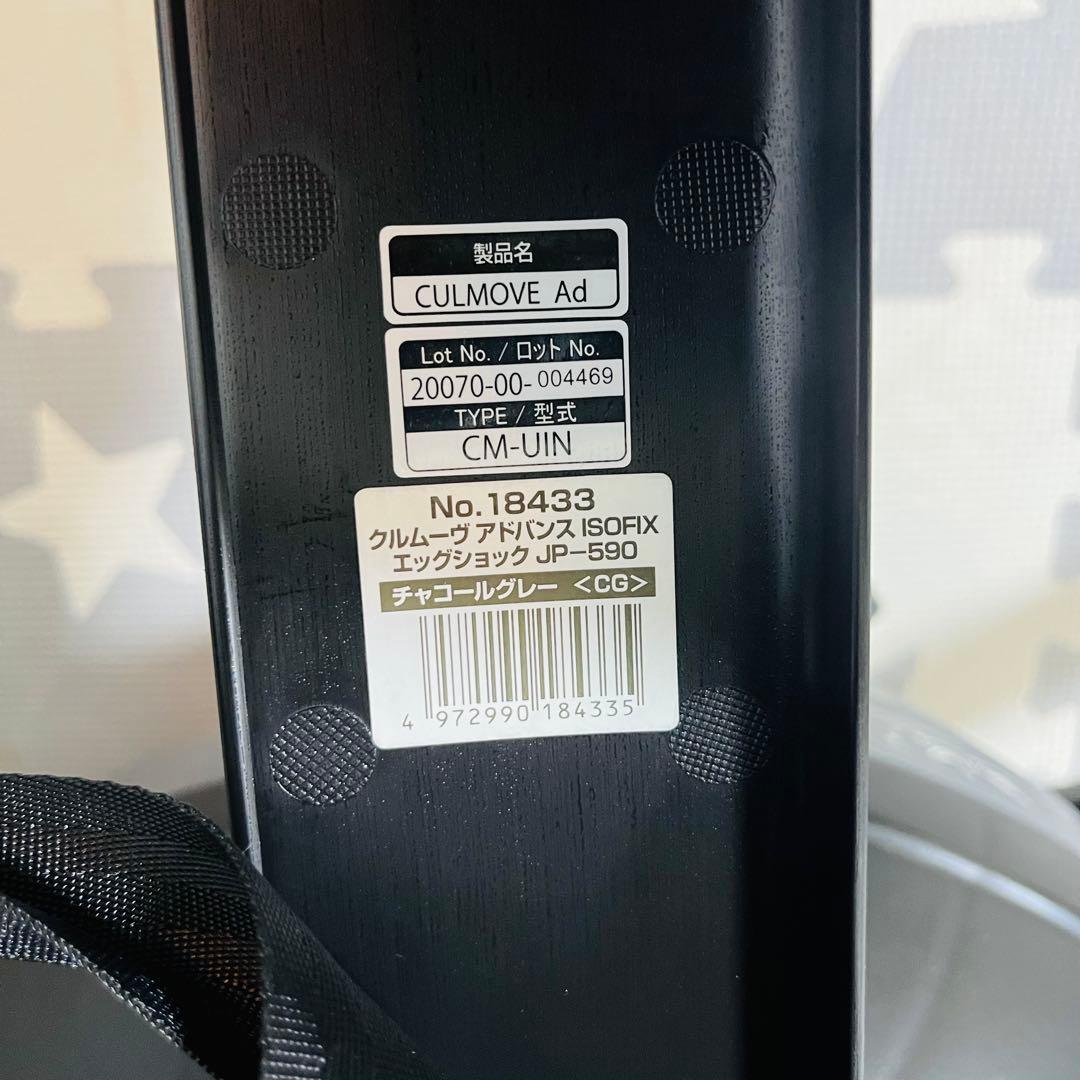 製品名
CULMOVE Ad
Lot No. / ロット No.
20070-00-004469
TYPE / 型式
CM-UIN
No.18433
クルムーヴ アドバンス ISOFIX
エッグショック JP-590
チャコールグレー <CG>
4 972990 184335